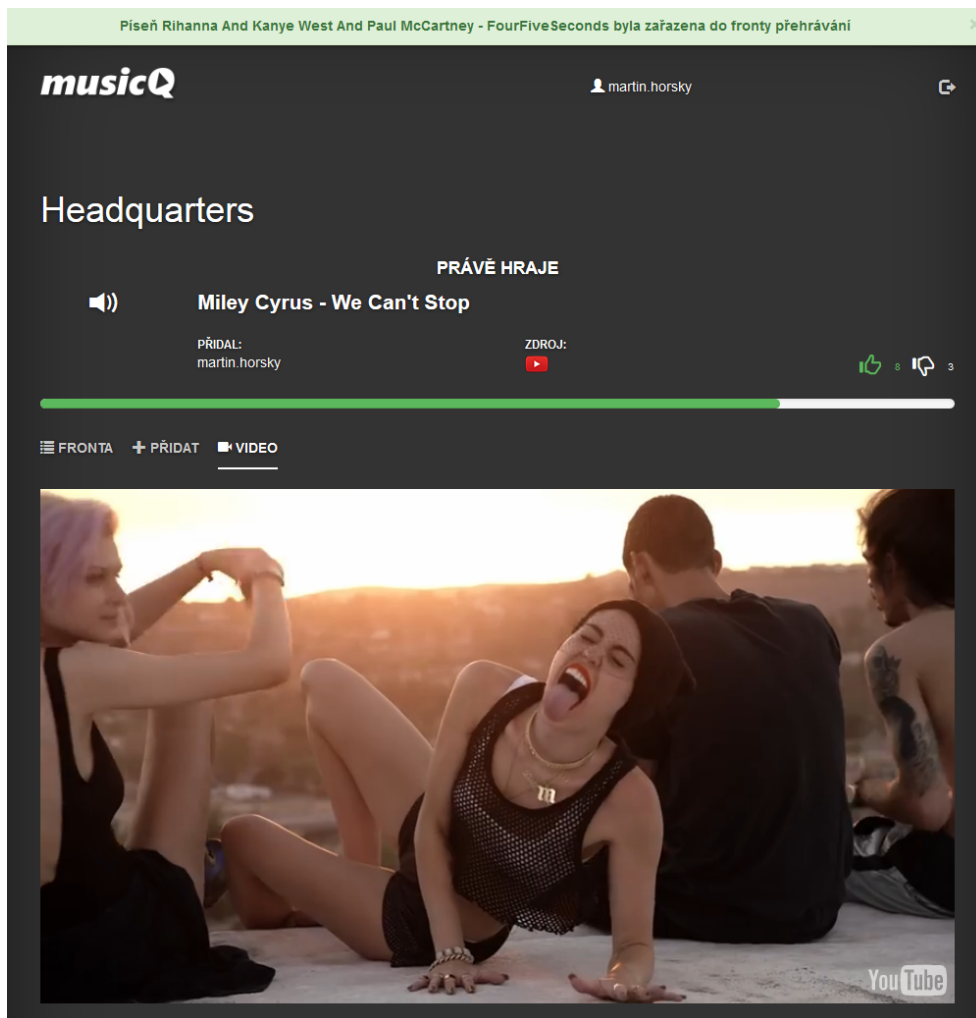 Píseň Rihanna And Kanye West And Paul McCartney - FourFiveSeconds byla zařazena do fronty přehrávání ×
musicQ martin.horsky
Headquarters
PRÁVĚ HRAJE
Miley Cyrus - We Can't Stop
PŘIDAL: ZDROJ:
martin.horsky
8 3
FRONTA PŘIDAT VIDEO
m
YouTube